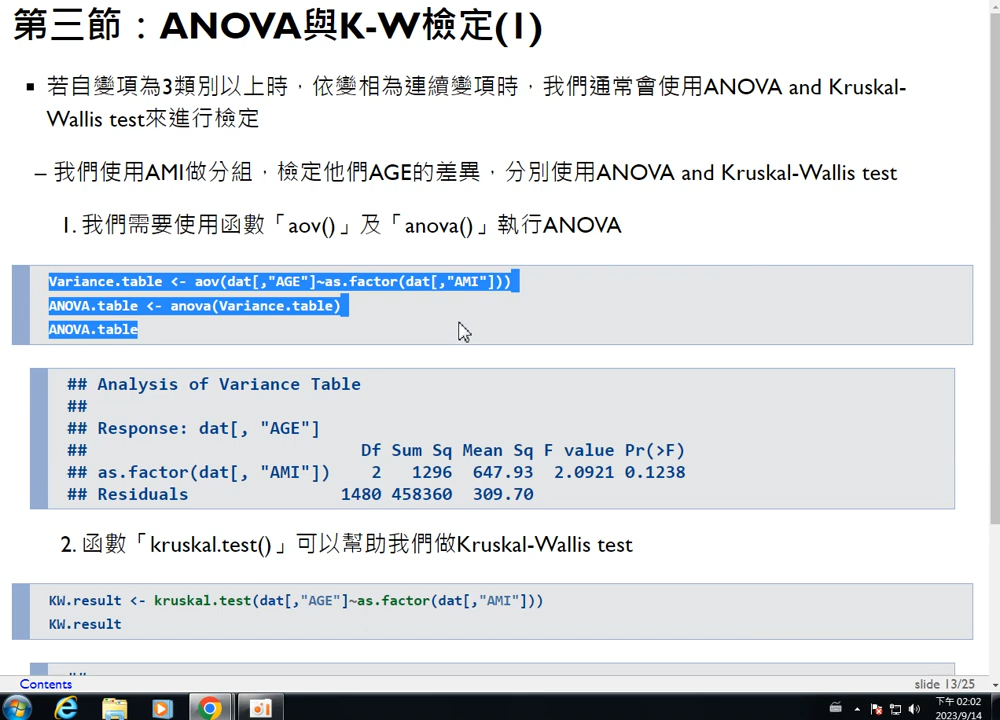 第三節：ANOVA與K-W檢定(1)
▪ 若自變項為3類別以上時，依變相為連續變項時，我們通常會使用ANOVA and Kruskal-
Wallis test來進行檢定
– 我們使用AMI做分組，檢定他們AGE的差異，分別使用ANOVA and Kruskal-Wallis test
1. 我們需要使用函數「aov()」及「anova()」執行ANOVA
Variance.table <- aov(dat[,"AGE"]~as.factor(dat[,"AMI"]))
ANOVA.table <- anova(Variance.table)
ANOVA.table
## Analysis of Variance Table
##
## Response: dat[, "AGE"]
## Df Sum Sq Mean Sq F value Pr(>F)
## as.factor(dat[, "AMI"]) 2 1296 647.93 2.0921 0.1238
## Residuals 1480 458360 309.70
2. 函數「kruskal.test()」可以幫助我們做Kruskal-Wallis test
KW.result <- kruskal.test(dat[,"AGE"]~as.factor(dat[,"AMI"]))
KW.result
##
Contents
slide 13/25
下午 02:02
2023/9/14